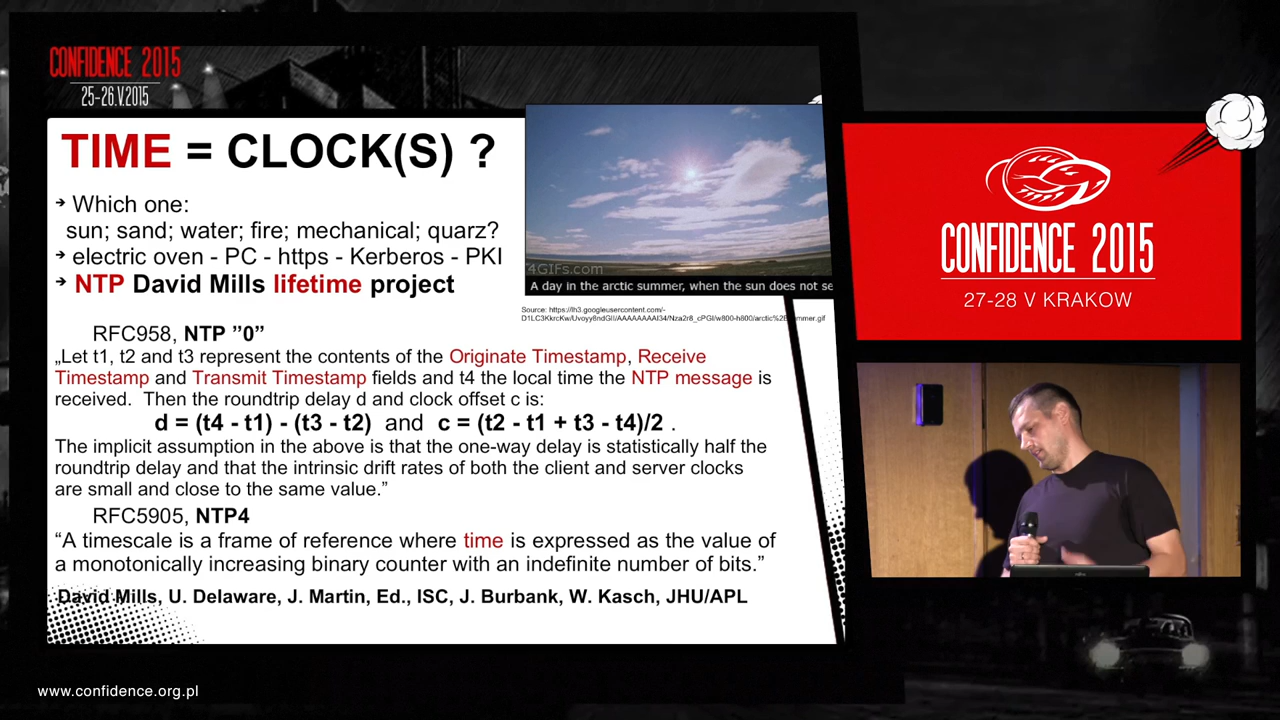 CONFIDENCE 2015
25-26.V.2015
TIME = CLOCK(S) ?
➔ Which one:
sun; sand; water; fire; mechanical; quarz?
➔ electric oven - PC - https - Kerberos - PKI
➔ NTP David Mills lifetime project
4GIFs.com
A day in the arctic summer, when the sun does not se
Source: https://lh3.googleusercontent.com/-
RFC958, NTP ”0”
„Let t1, t2 and t3 represent the contents of the Originate Timestamp, Receive
Timestamp and Transmit Timestamp fields and t4 the local time the NTP message is
received. Then the roundtrip delay d and clock offset c is:
d = (t4 - t1) - (t3 - t2) and c = (t2 - t1 + t3 - t4)/2 .
The implicit assumption in the above is that the one-way delay is statistically half the
roundtrip delay and that the intrinsic drift rates of both the client and server clocks
are small and close to the same value.”
RFC5905, NTP4
“A timescale is a frame of reference where time is expressed as the value of
a monotonically increasing binary counter with an indefinite number of bits.”
David Mills, U. Delaware, J. Martin, Ed., ISC, J. Burbank, W. Kasch, JHU/APL
CONFIDENCE 2015
27-28 V KRAKOW
www.confidence.org.pl